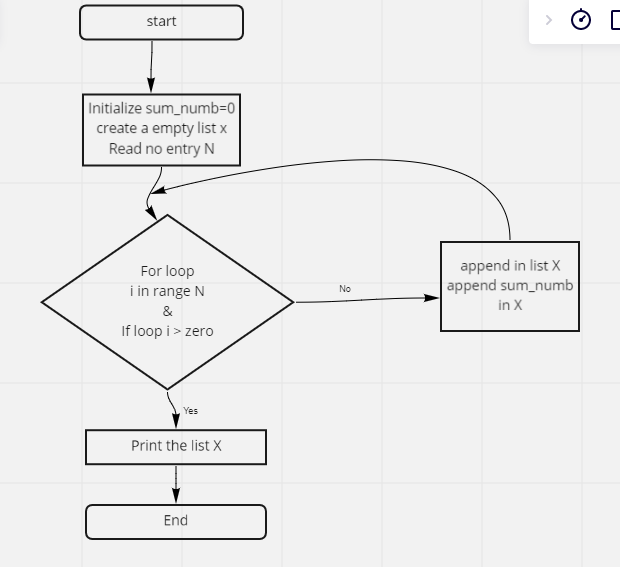 start
Initialize sum_numb=0
create a empty list x
Read no entry N
For loop
i in range N
&
If loop i > zero
No
append in list X
append sum_numb
in X
Yes
Print the list X
End